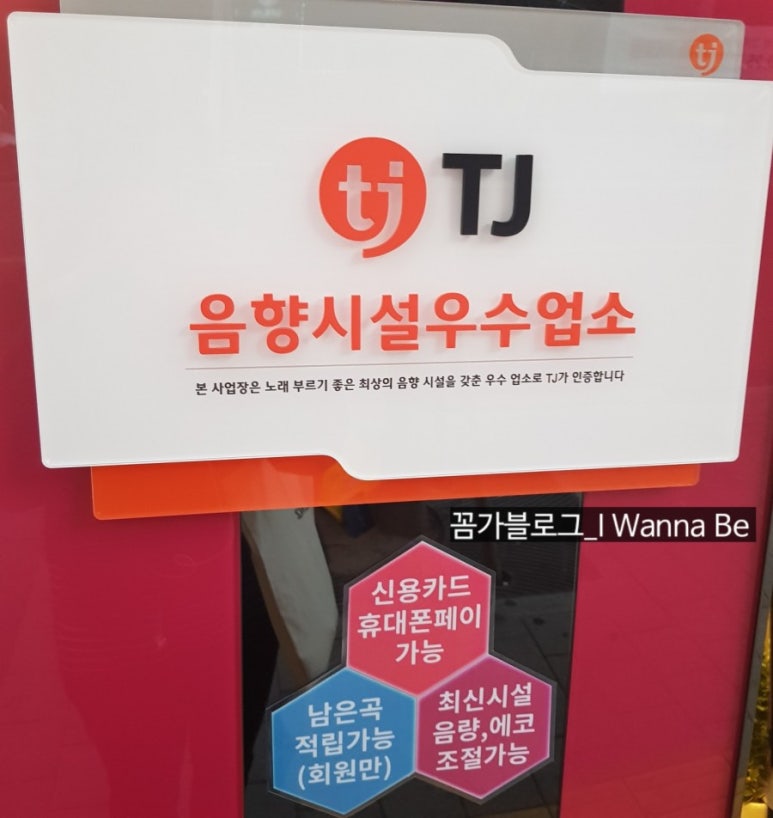 tj
tj TJ
음향시설우수업소
본 사업장은 노래 부르기 좋은 최상의 음향 시설을 갖춘 우수 업소로 TJ가 인증합니다
꼼가블로그_I Wanna Be
신용카드
휴대폰페이
가능
남은곡
적립가능
(회원만)
최신시설
음량,에코
조절가능